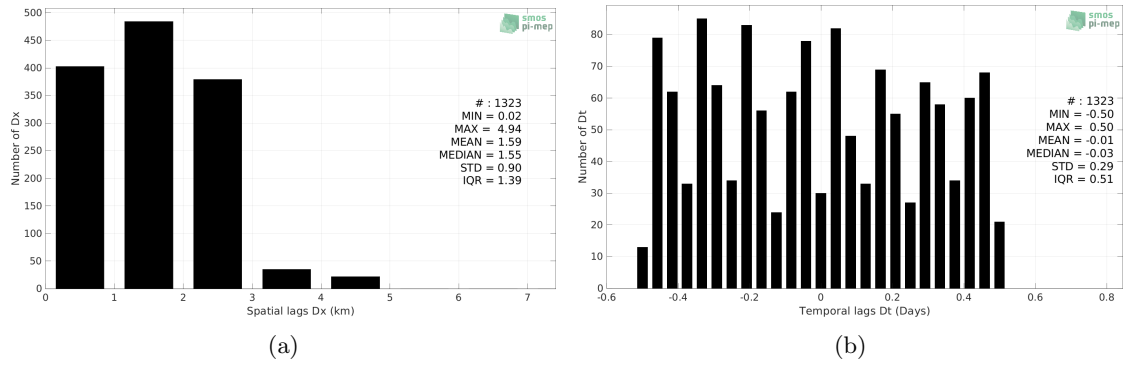 500
450
400
350
300
250
200
150
100
50
0
Number of Dx
0 1 2 3 4 5 6 7
Spatial lags Dx (km)
smos
pi-mep
# : 1323
MIN = 0.02
MAX = 4.94
MEAN = 1.59
MEDIAN = 1.55
STD = 0.90
IQR = 1.39
(a)
80
70
60
50
40
30
20
10
0
Number of Dt
-0.6 -0.4 -0.2 0 0.2 0.4 0.6 0.8
Temporal lags Dt (Days)
smos
pi-mep
# : 1323
MIN = -0.50
MAX = 0.50
MEAN = -0.01
MEDIAN = -0.03
STD = 0.29
IQR = 0.51
(b)